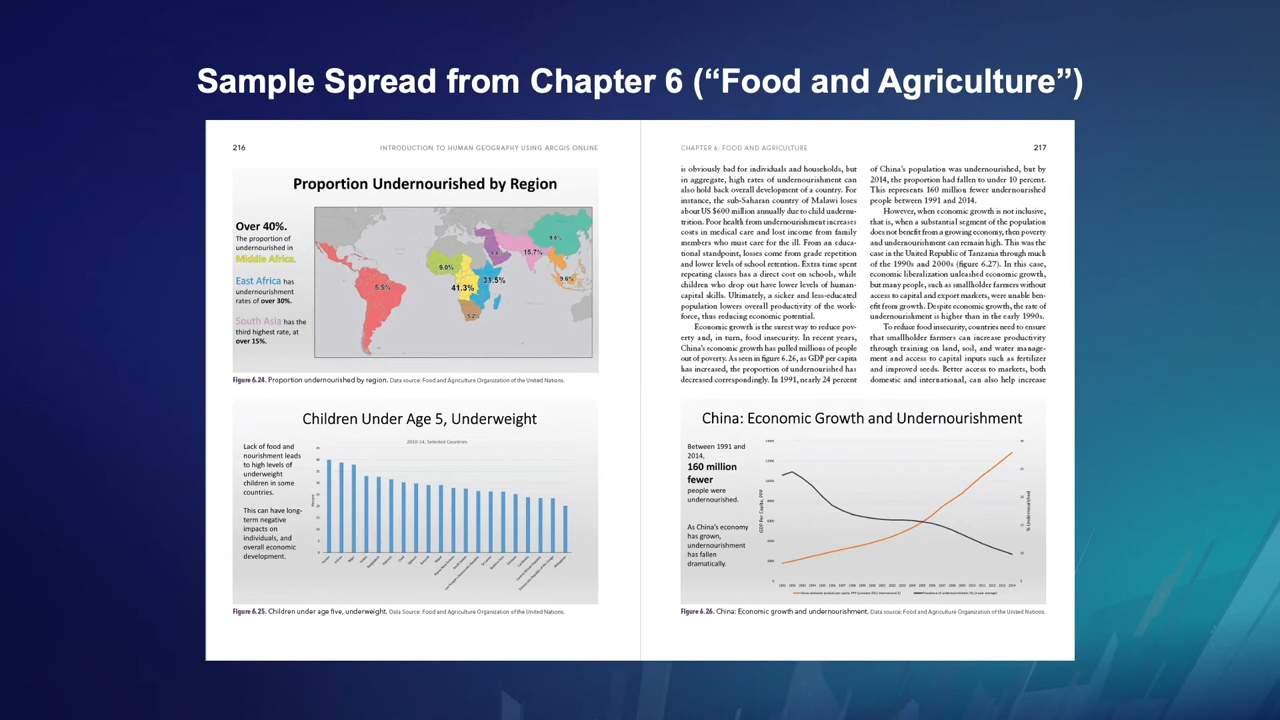 Sample Spread from Chapter 6 (“Food and Agriculture”)
216
INTRODUCTION TO HUMAN GEOGRAPHY USING ARCGIS ONLINE
Proportion Undernourished by Region
Over 40%.
The proportion of
undernourished in
Middle Africa.
East Africa has
undernourishment
rates of over 30%.
South Asia has the
third highest rate, at
over 15%.
5.5%
9.0%
41.3%
31.5%
15.7%
9.6%
9.6%
5.2%
Figure 6.24. Proportion undernourished by region. Data source: Food and Agriculture Organization of the United Nations.
Children Under Age 5, Underweight
2010-14, Selected Countries
Lack of food and
nourishment leads
to high levels of
underweight
children in some
countries.
This can have long-
term negative
impacts on
individuals, and
overall economic
development.
Percent
Figure 6.25. Children under age five, underweight. Data Source: Food and Agriculture Organization of the United Nations.
CHAPTER 6: FOOD AND AGRICULTURE
217
is obviously bad for individuals and households, but
in aggregate, high rates of undernourishment can
also hold back overall development of a country. For
instance, the sub-Saharan country of Malawi loses
about US $600 million annually due to child undernu-
trition. Poor health from undernourishment increases
costs in medical care and lost income from family
members who must care for the ill. From an educa-
tional standpoint, losses come from grade repetition
and lower levels of school retention. Extra time spent
repeating classes has a direct cost on schools, while
children who drop out have lower levels of human-
capital skills. Ultimately, a sicker and less-educated
population lowers overall productivity of the work-
force, thus reducing economic potential.
Economic growth is the surest way to reduce pov-
erty and, in turn, food insecurity. In recent years,
China’s economic growth has pulled millions of people
out of poverty. As seen in figure 6.26, as GDP per capita
has increased, the proportion of undernourished has
decreased correspondingly. In 1991, nearly 24 percent
of China’s population was undernourished, but by
2014, the proportion had fallen to under 10 percent.
This represents 160 million fewer undernourished
people between 1991 and 2014.
However, when economic growth is not inclusive,
that is, when a substantial segment of the population
does not benefit from a growing economy, then poverty
and undernourishment can remain high. This was the
case in the United Republic of Tanzania through much
of the 1990s and 2000s (figure 6.27). In this case,
economic liberalization unleashed economic growth,
but many people, such as smallholder farmers without
access to capital and export markets, were unable ben-
efit from growth. Despite economic growth, the rate of
undernourishment is higher than in the early 1990s.
To reduce food insecurity, countries need to ensure
that smallholder farmers can increase productivity
through training on land, soil, and water manage-
ment and access to capital inputs such as fertilizer
and improved seeds. Better access to markets, both
domestic and international, can also help increase
China: Economic Growth and Undernourishment
Between 1991 and
2014,
160 million
fewer
people were
undernourished.
As China’s economy
has grown,
undernourishment
has fallen
dramatically.
GDP Per Capita, PPP
% Undernourished
Figure 6.26. China: Economic growth and undernourishment. Data source: Food and Agriculture Organization of the United Nations.